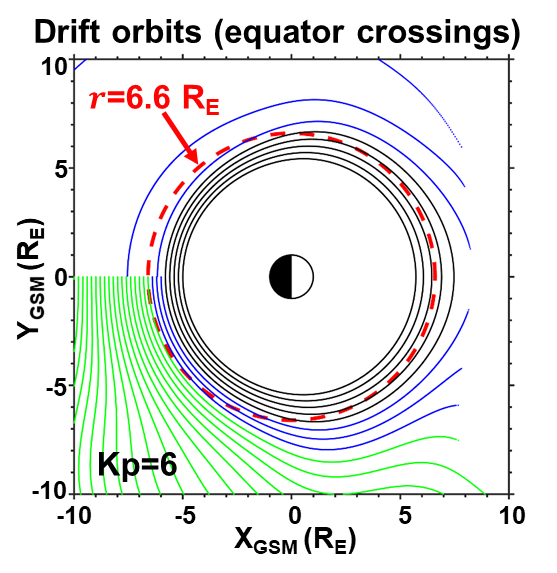 Drift orbits (equator crossings)
10
r=6.6 RE
5
0
-5
-10
YGSM (RE)
Kp=6
-10 -5 0 5 10
XGSM (RE)